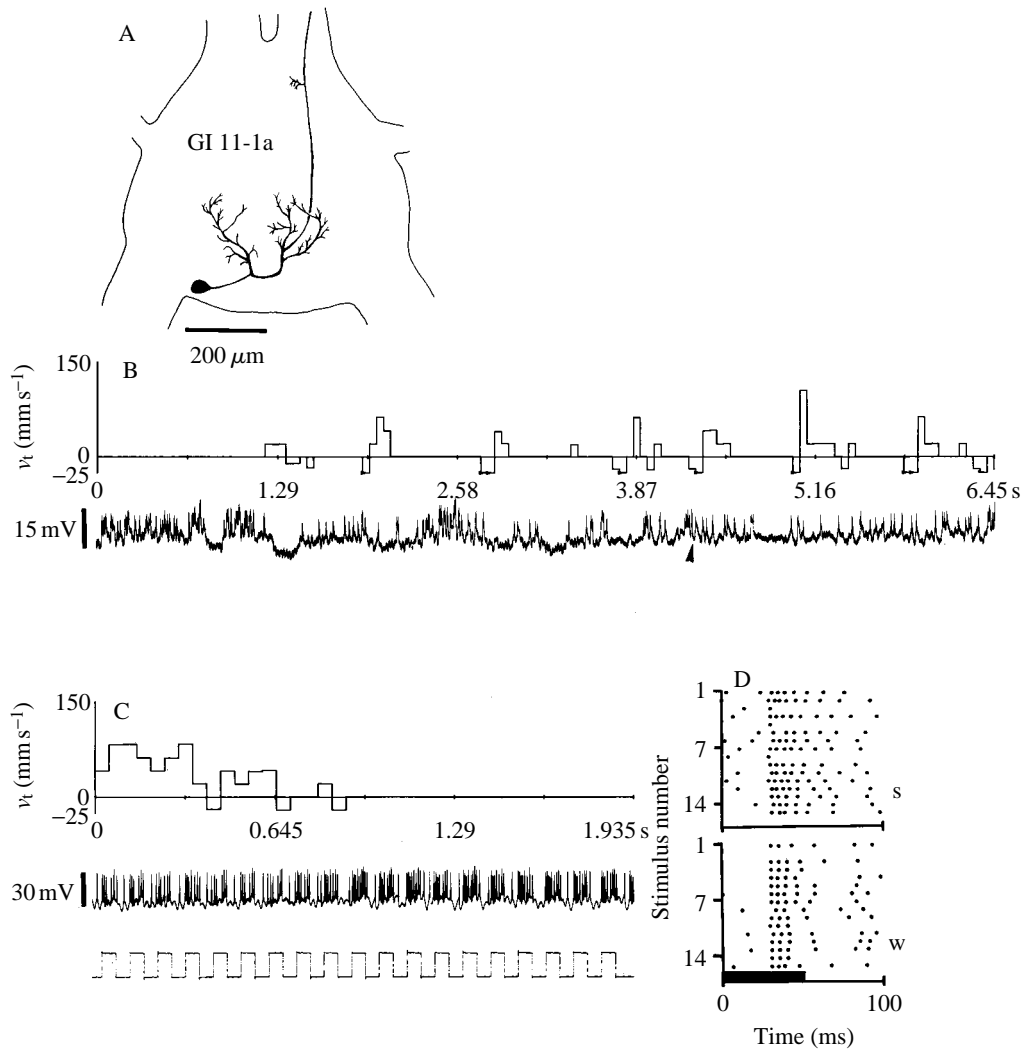 A
GI 11-1a
200 μm
B
150
0
−25
vt (mm s−1)
0 1.29 2.58 3.87 5.16 6.45 s
15 mV
C
150
0
−25
vt (mm s−1)
0 0.645 1.29 1.935 s
30 mV
D
1
7
14
s
1
7
14
w
Stimulus number
0 100
Time (ms)